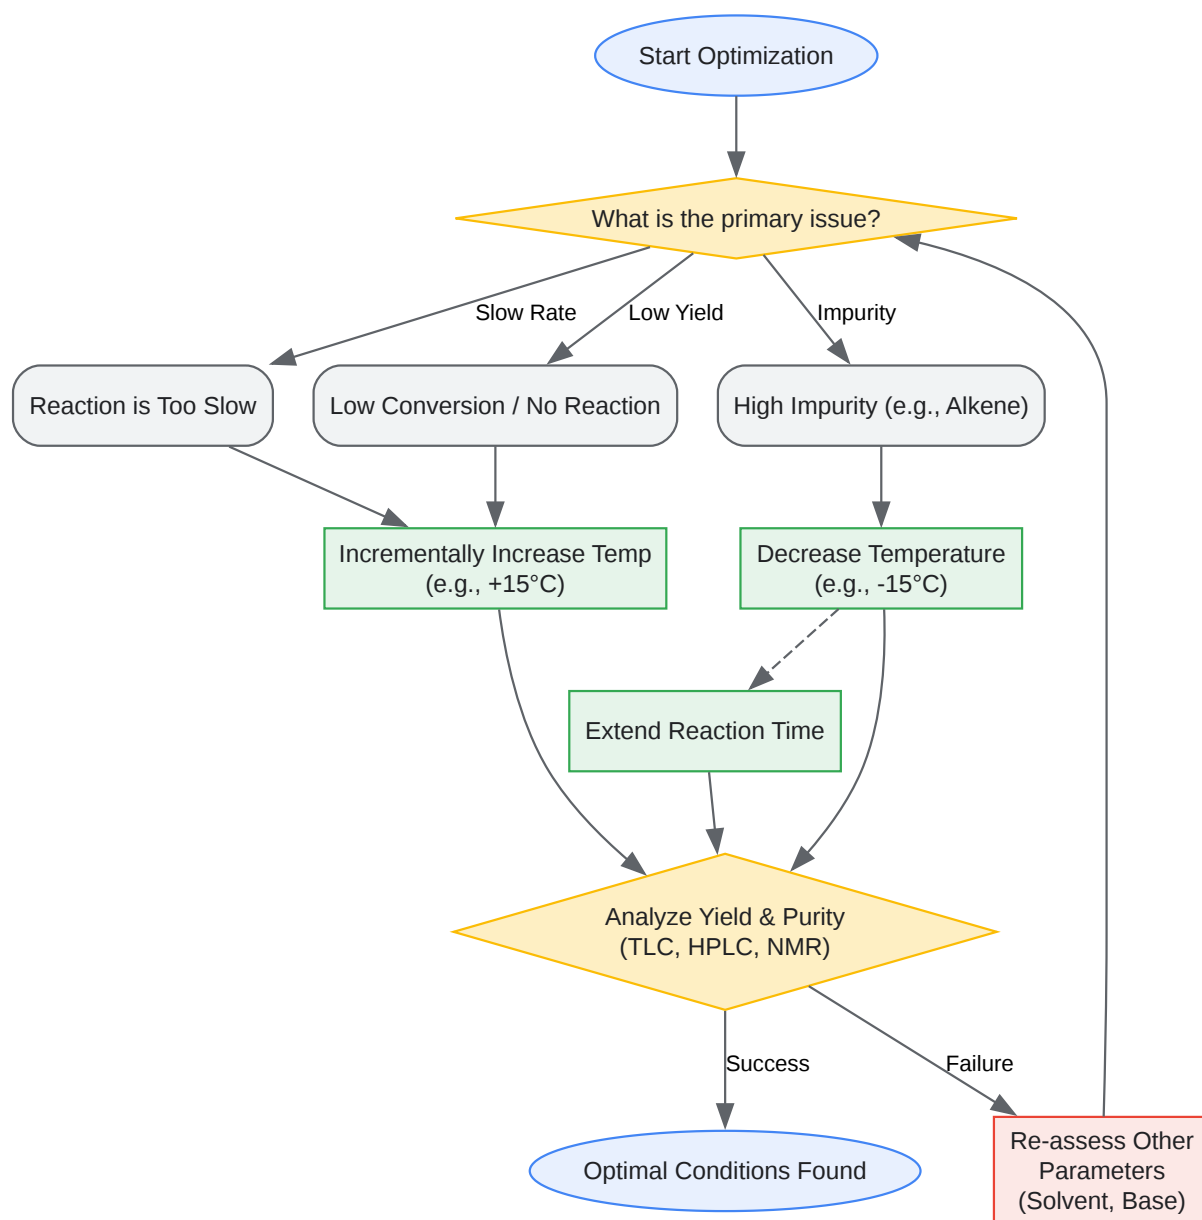 Start Optimization
What is the primary issue?
Slow Rate
Low Yield
Impurity
Reaction is Too Slow
Low Conversion / No Reaction
High Impurity (e.g., Alkene)
Incrementally Increase Temp
(e.g., +15°C)
Decrease Temperature
(e.g., -15°C)
Extend Reaction Time
Analyze Yield & Purity
(TLC, HPLC, NMR)
Success
Failure
Optimal Conditions Found
Re-assess Other
Parameters
(Solvent, Base)